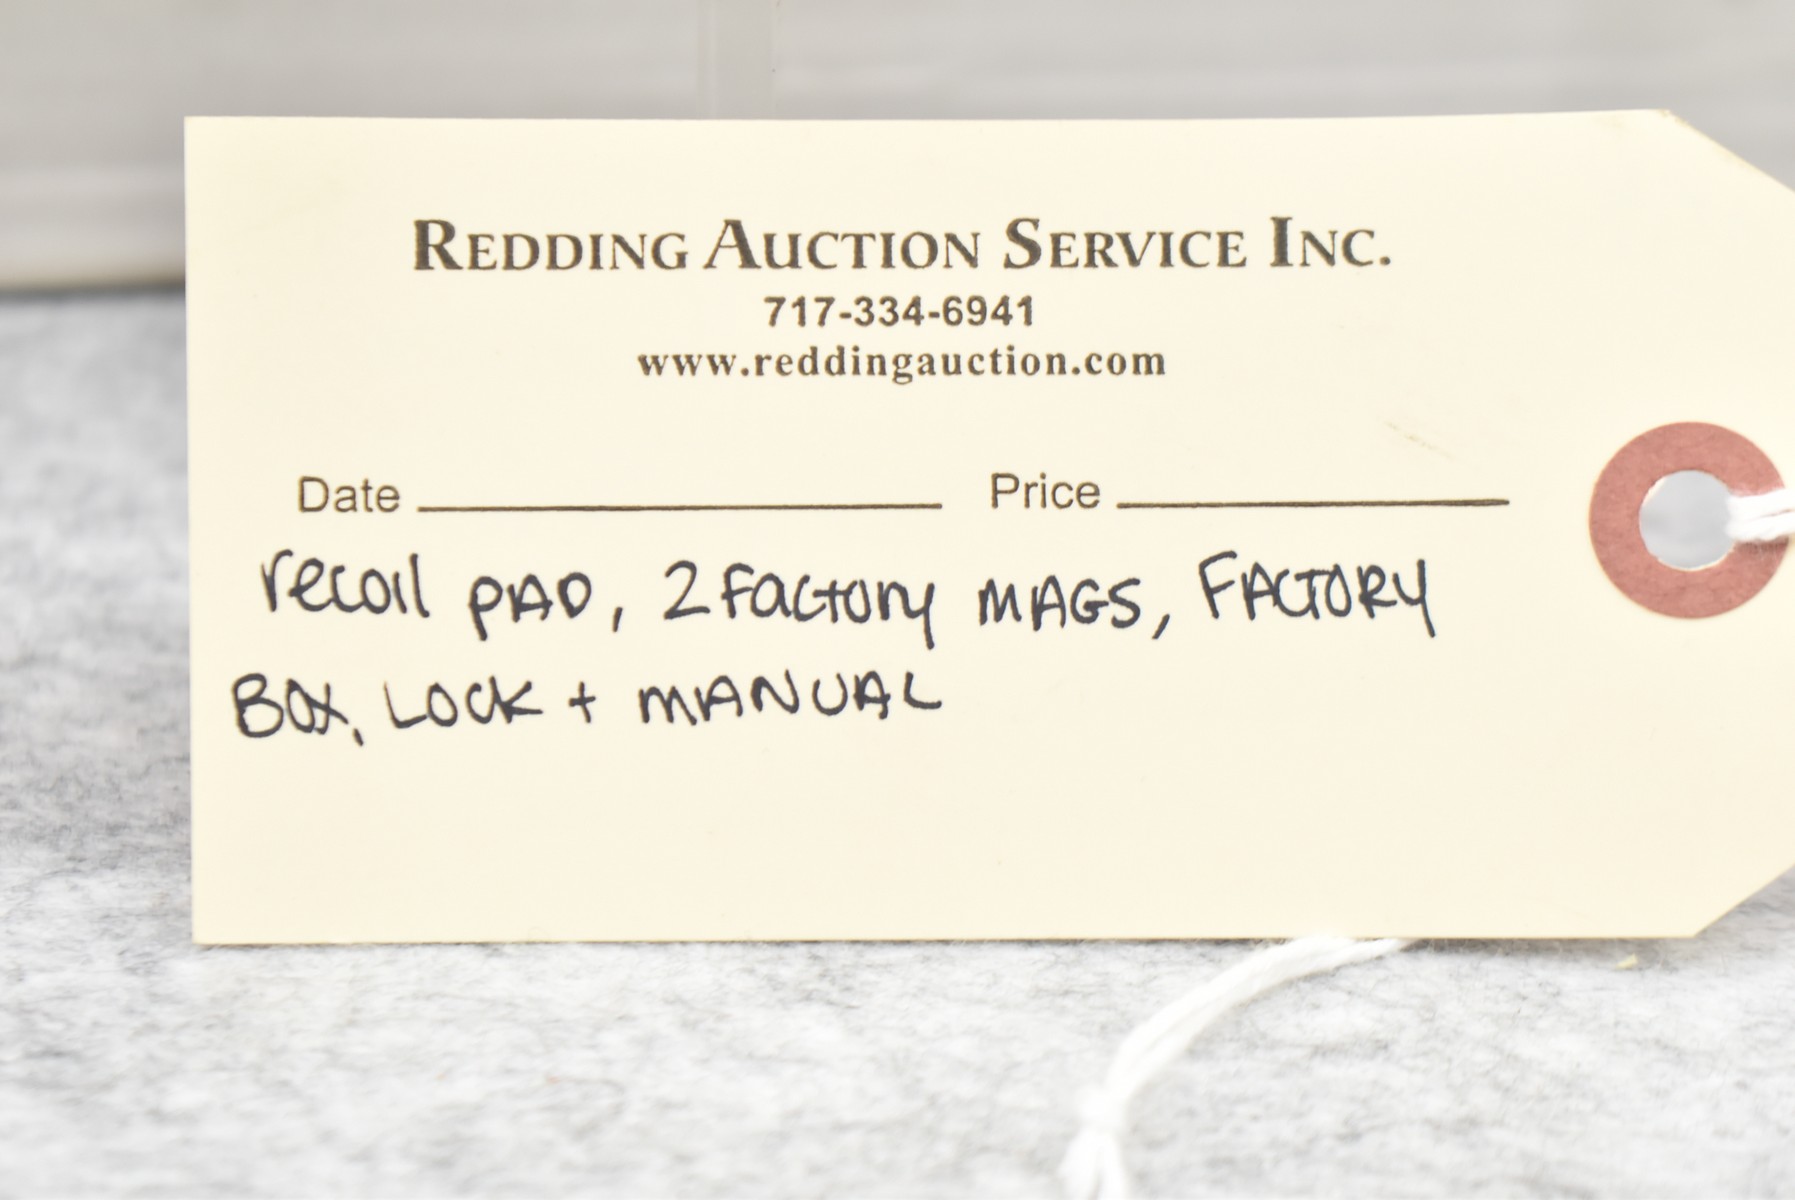 REDDING AUCTION SERVICE INC.
717-334-6941
www.reddingauction.com
Date Price
recoil PAD, 2 Factory MAGS, FACTORY
BOX, LOCK + MANUAL